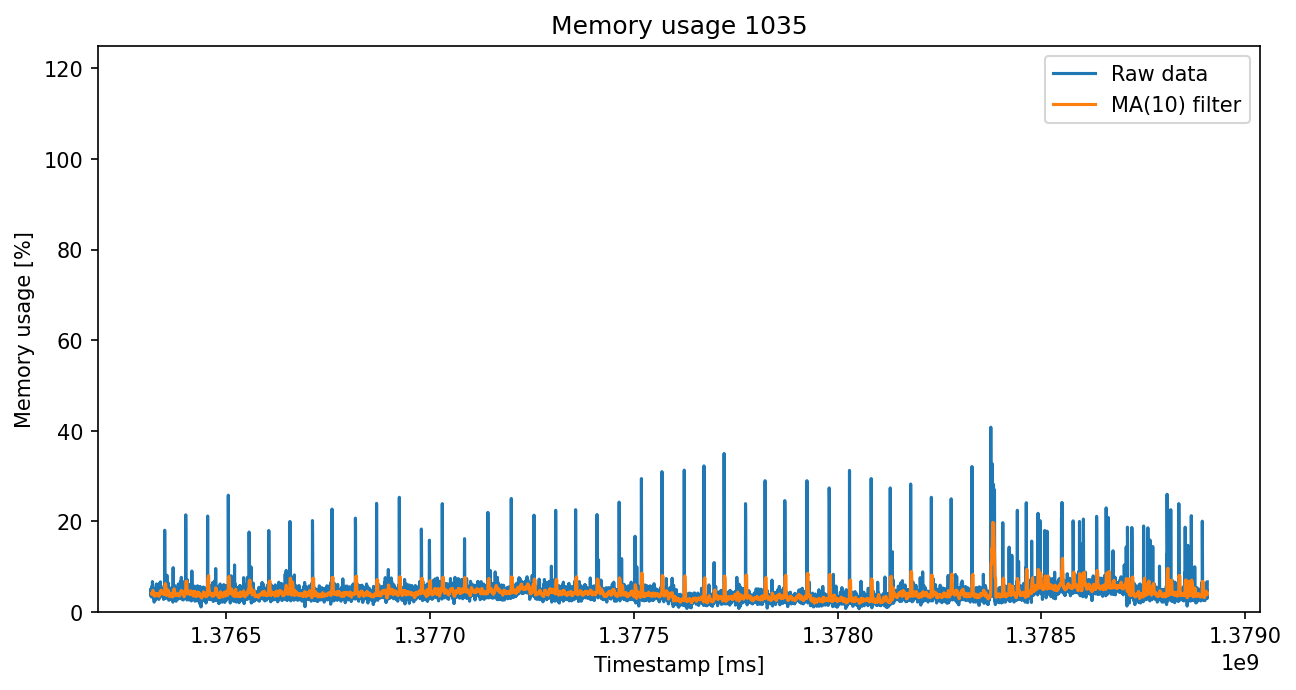 Memory usage 1035
Raw data
MA(10) filter
Memory usage [%]
120
100
80
60
40
20
0
1.3765 1.3770 1.3775 1.3780 1.3785 1.3790
1e9
Timestamp [ms]